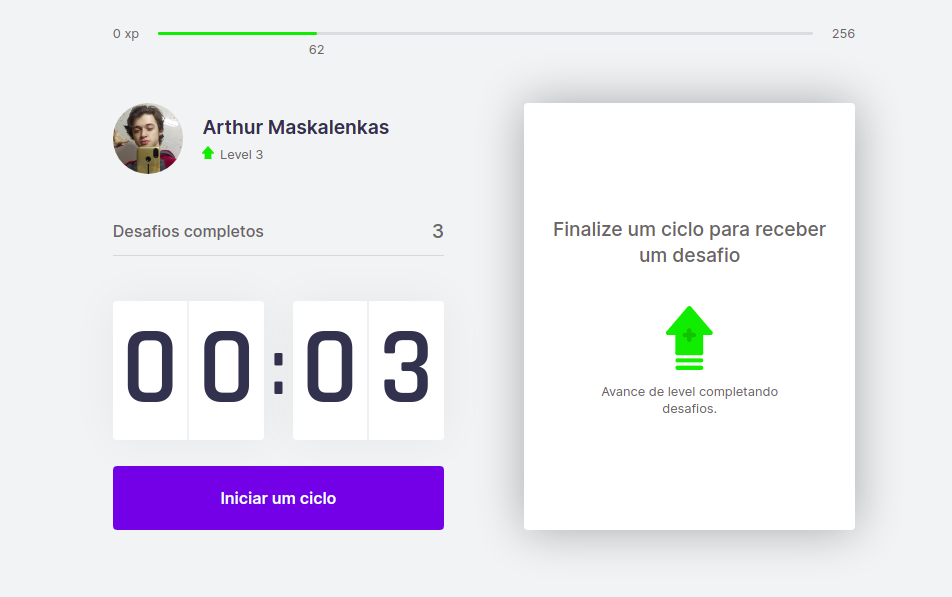 0 xp
62
256
Arthur Maskalenkas
Level 3
Desafios completos 3
00:03
Iniciar um ciclo
Finalize um ciclo para receber
um desafio
Avance de level completando
desafios.